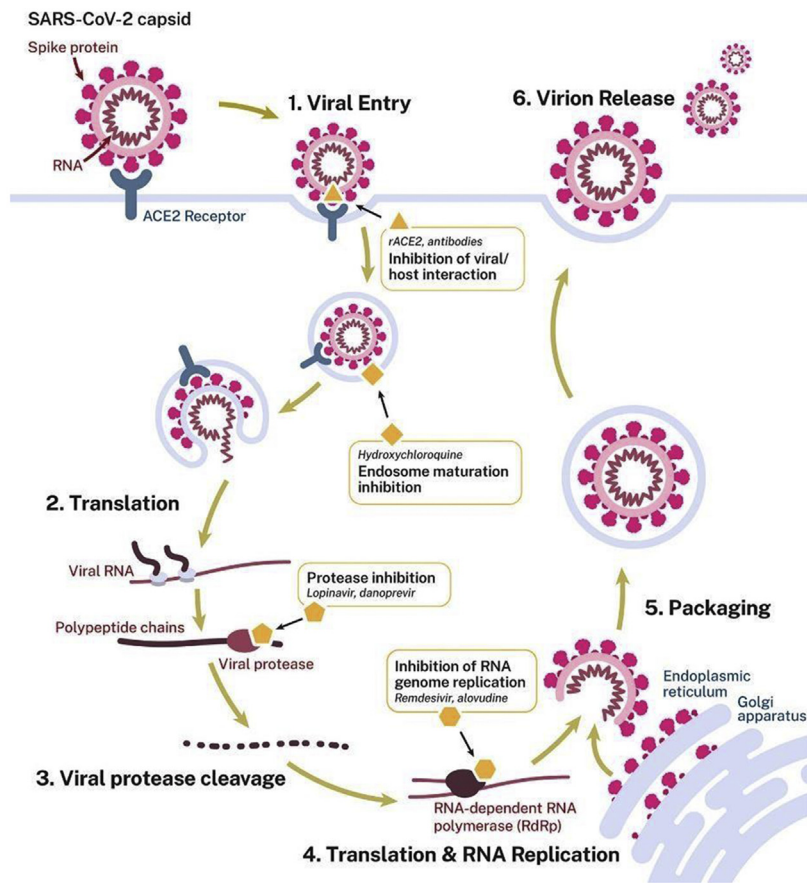 SARS-CoV-2 capsid
Spike protein
RNA
ACE2 Receptor
1. Viral Entry
rACE2, antibodies
Inhibition of viral/
host interaction
Hydroxychloroquine
Endosome maturation
inhibition
2. Translation
Viral RNA
Polypeptide chains
Viral protease
Protease inhibition
Lopinavir, danoprevir
3. Viral protease cleavage
Inhibition of RNA
genome replication
Remdesivir, alovudine
RNA-dependent RNA
polymerase (RdRp)
4. Translation & RNA Replication
5. Packaging
Endoplasmic
reticulum
Golgi
apparatus
6. Virion Release